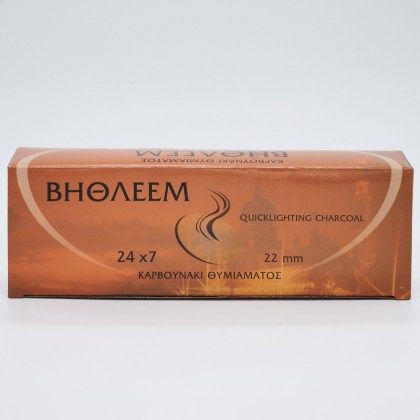 ΒΗΘΛΕΕΜ
ΚΑΡΒΟΥΝΑΚΙ ΘΥΜΙΑΜΑΤΟΣ
ΒΗΘΛΕΕΜ
QUICKLIGHTING CHARCOAL
24 x7
22 mm
ΚΑΡΒΟΥΝΑΚΙ ΘΥΜΙΑΜΑΤΟΣ